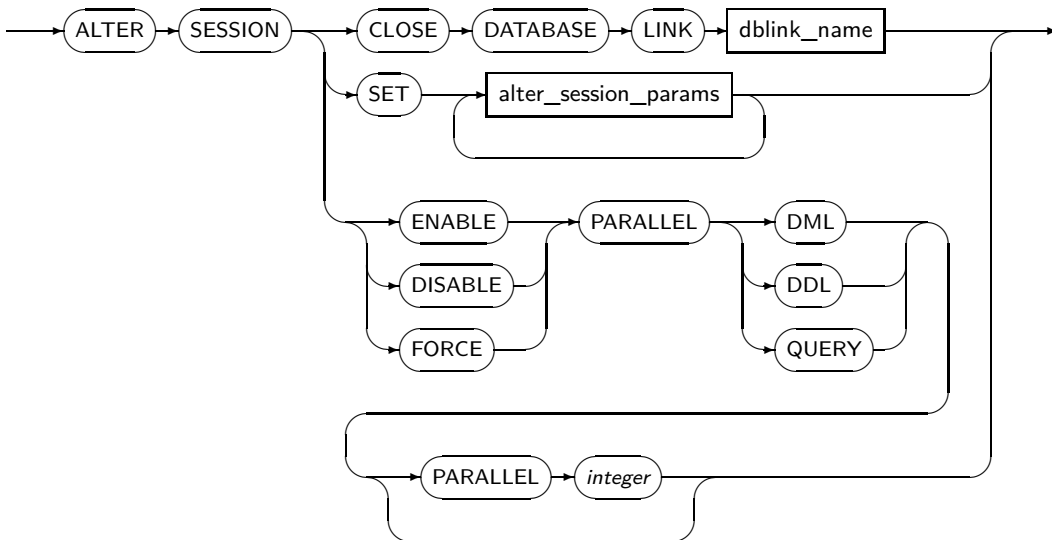 ALTER SESSION CLOSE DATABASE LINK dblink_name
SET alter_session_params
ENABLE PARALLEL DML
DISABLE DDL
FORCE QUERY
PARALLEL integer